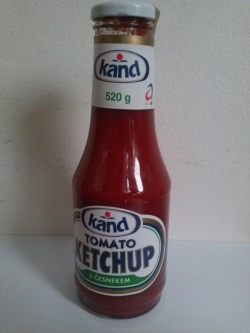 kand
520 g
kand
TOMATO
KETCHUP
S ČESNEKEM